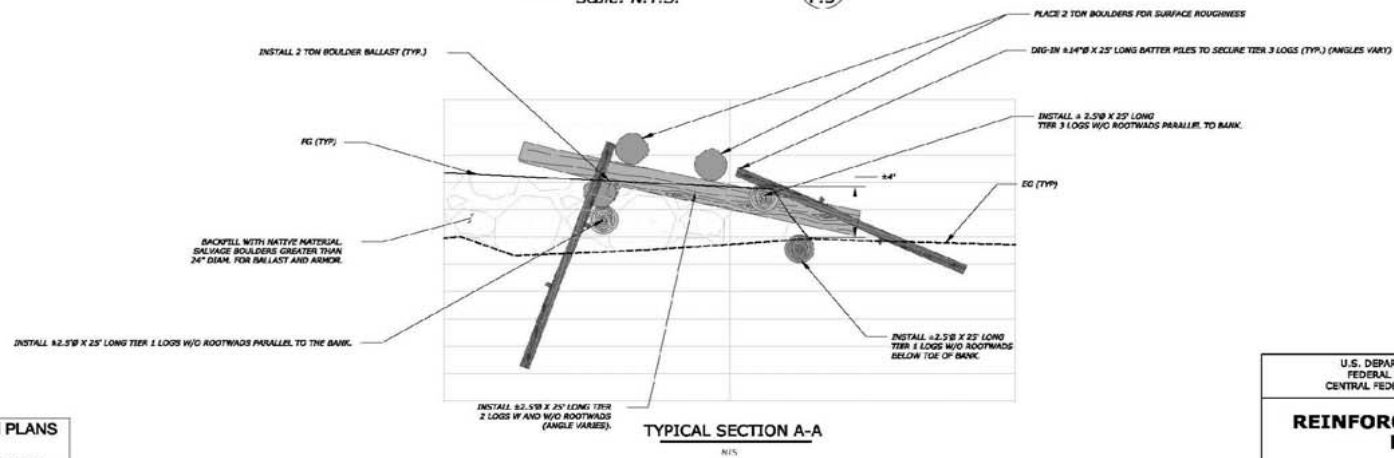 Scale: N.T.S.
PLACE 2 TON BOULDERS FOR SURFACE ROUGHNESS
INSTALL 2 TON BOULDER BALLAST (TYP.)
DIG-IN ±14"Ø X 25' LONG BATTER PILES TO SECURE TIER 3 LOGS (TYP.) (ANGLES VARY)
INSTALL ± 2.5'Ø X 25' LONG
TIER 3 LOGS W/O ROOTWADS PARALLEL TO BANK.
FG (TYP)
±4'
EG (TYP)
BACKFILL WITH NATIVE MATERIAL.
SALVAGE BOULDERS GREATER THAN
24" DIAM. FOR BALLAST AND ARMOR.
INSTALL ±2.5'Ø X 25' LONG TIER 1 LOGS W/O ROOTWADS PARALLEL TO THE BANK.
INSTALL ±2.5'Ø X 25' LONG
TIER 1 LOGS W/O ROOTWADS
BELOW TOE OF BANK.
INSTALL ±2.5'Ø X 25' LONG TIER
2 LOGS W AND W/O ROOTWADS
(ANGLE VARIES).
TYPICAL SECTION A-A
NTS
PLANS
U.S. DEPAR
FEDERAL
CENTRAL FEDE
REINFOR